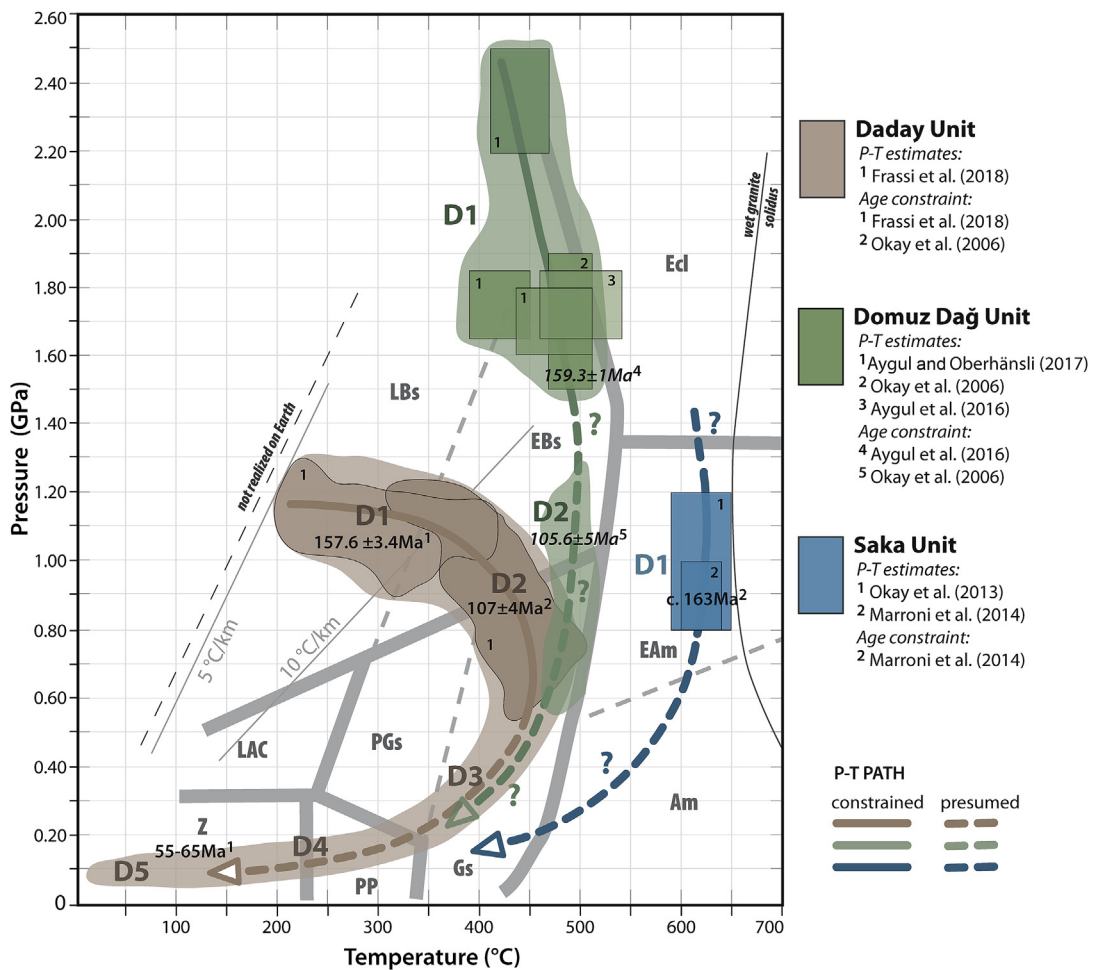 2.60
2.40
2.20
2.00
1.80
1.60
1.40
1.20
1.00
0.80
0.60
0.40
0.20
0
Pressure (GPa)
100
200
300
400
500
600
700
Temperature (°C)
1
D1
2
3
1
1
159.3±1Ma⁴
?
Ecl
wet granite
solidus
LBs
EBs
not realized on Earth
5 °C/km
10 °C/km
1
D1
157.6 ±3.4Ma¹
D2
107±4Ma²
1
D2
105.6±5Ma⁵
?
?
1
D1
2
c. 163Ma²
EAm
LAC
PGs
D3
?
?
Am
Z
55-65Ma¹
D4
D5
PP
Gs
Daday Unit
P-T estimates:
¹ Frassi et al. (2018)
Age constraint:
¹ Frassi et al. (2018)
² Okay et al. (2006)
Domuz Dağ Unit
P-T estimates:
¹Aygul and Oberhänsli (2017)
² Okay et al. (2006)
³ Aygul et al. (2016)
Age constraint:
⁴ Aygul et al. (2016)
⁵ Okay et al. (2006)
Saka Unit
P-T estimates:
¹ Okay et al. (2013)
² Marroni et al. (2014)
Age constraint:
² Marroni et al. (2014)
P-T PATH
constrained presumed